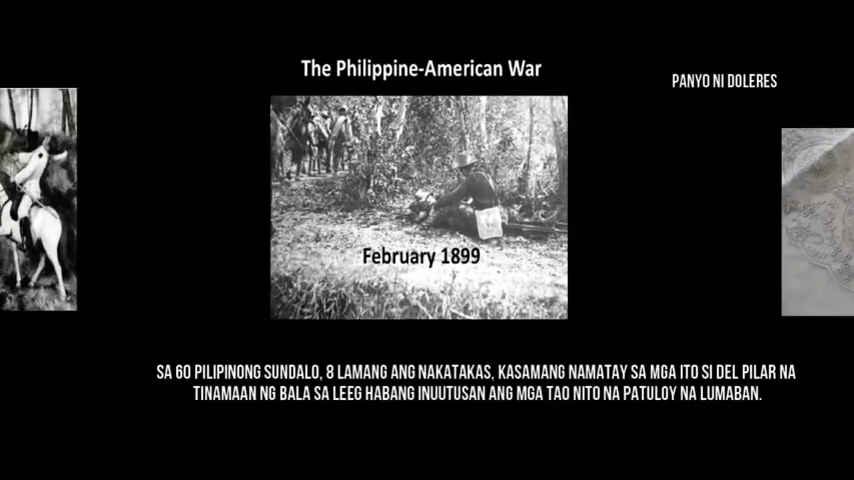 The Philippine-American War
PANYO NI DOLERES
February 1899
SA 60 PILIPINONG SUNDALO, 8 LAMANG ANG NAKATAKAS, KASAMANG NAMATAY SA MGA ITO SI DEL PILAR NA
TINAMAAN NG BALA SA LEEG HABANG INUUTUSAN ANG MGA TAO NITO NA PATULOY NA LUMABAN.